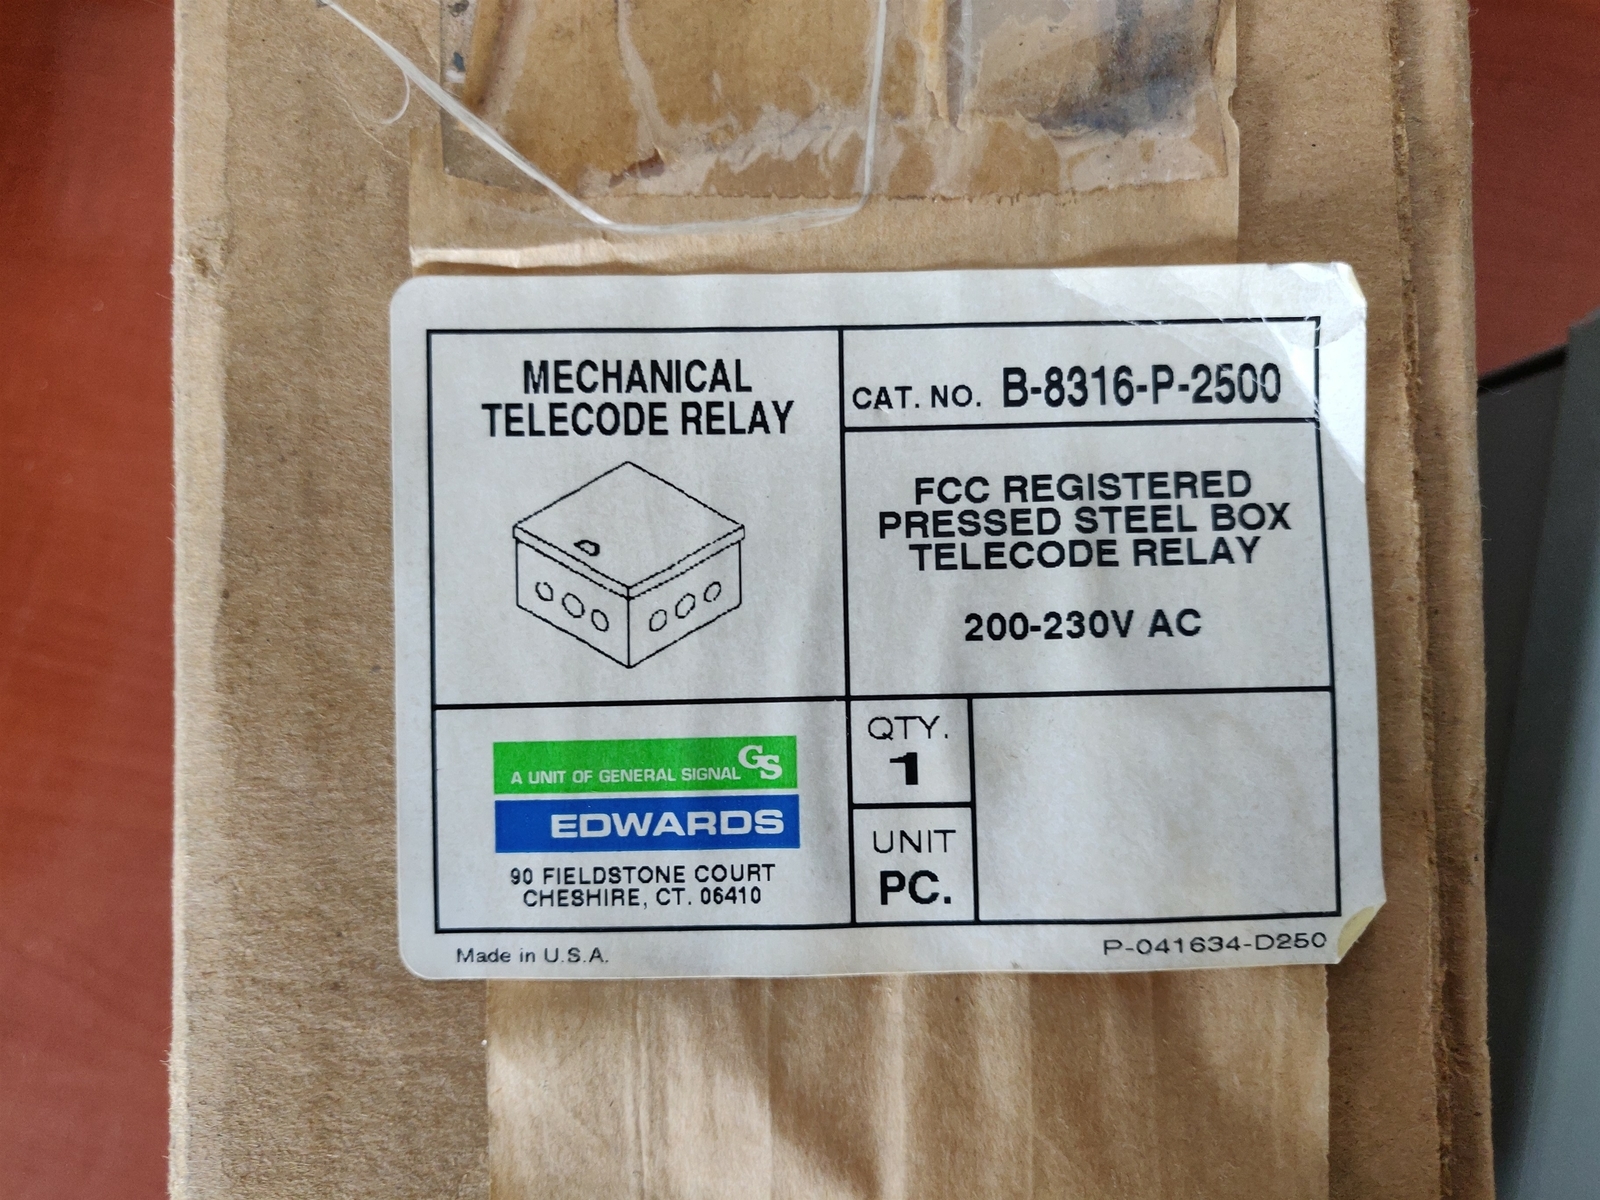 MECHANICAL
TELECODE RELAY
CAT. NO. B-8316-P-2500
FCC REGISTERED
PRESSED STEEL BOX
TELECODE RELAY
200-230V AC
A UNIT OF GENERAL SIGNAL GS
EDWARDS
90 FIELDSTONE COURT
CHESHIRE, CT. 06410
QTY.
1
UNIT
PC.
Made in U.S.A.
P-041634-D250